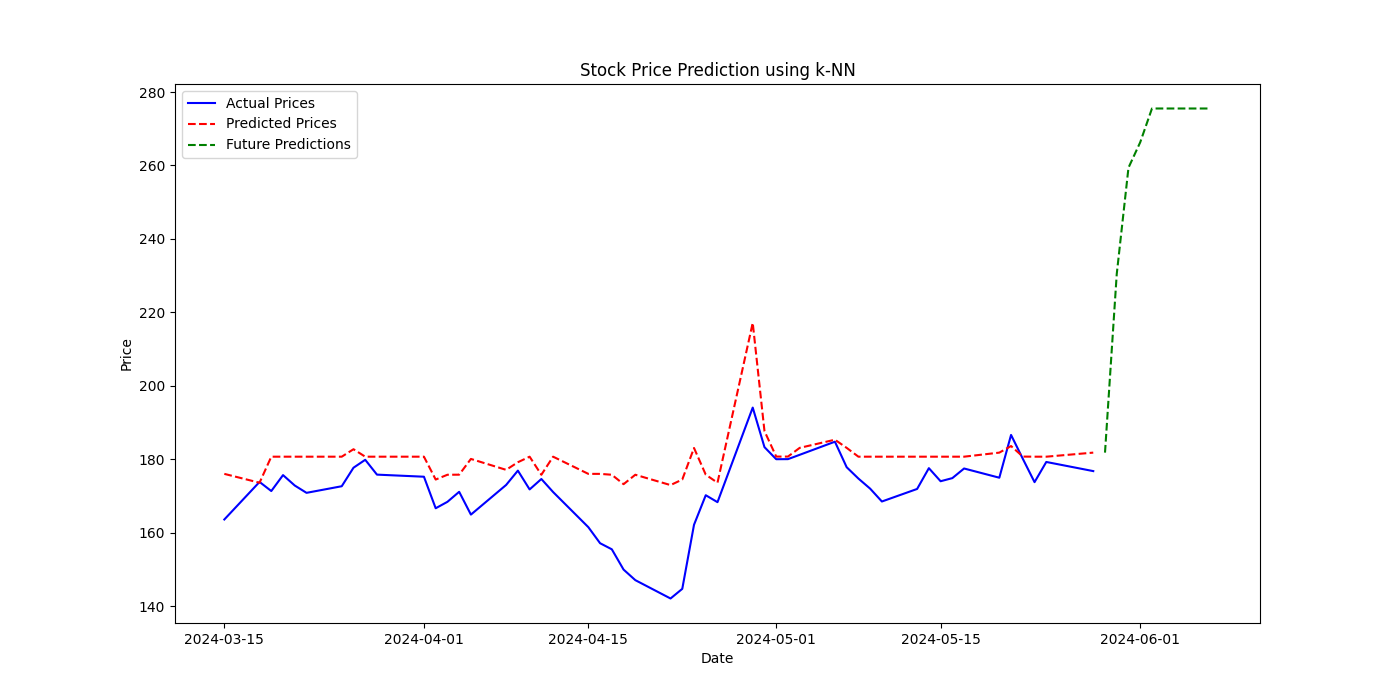 Stock Price Prediction using k-NN
Actual Prices
Predicted Prices
Future Predictions
Price
280
260
240
220
200
180
160
140
2024-03-15 2024-04-01 2024-04-15 2024-05-01 2024-05-15 2024-06-01
Date